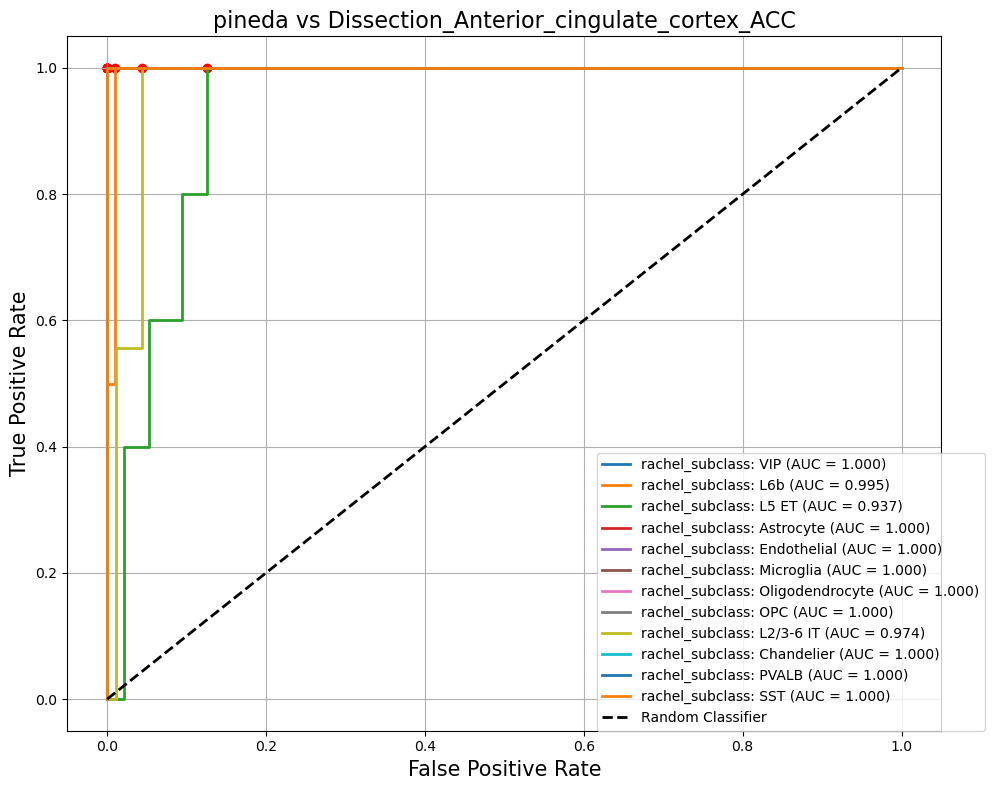 pineda vs Dissection_Anterior_cingulate_cortex_ACC
True Positive Rate
1.0
0.8
0.6
0.4
0.2
0.0
rachel_subclass: VIP (AUC = 1.000)
rachel_subclass: L6b (AUC = 0.995)
rachel_subclass: L5 ET (AUC = 0.937)
rachel_subclass: Astrocyte (AUC = 1.000)
rachel_subclass: Endothelial (AUC = 1.000)
rachel_subclass: Microglia (AUC = 1.000)
rachel_subclass: Oligodendrocyte (AUC = 1.000)
rachel_subclass: OPC (AUC = 1.000)
rachel_subclass: L2/3-6 IT (AUC = 0.974)
rachel_subclass: Chandelier (AUC = 1.000)
rachel_subclass: PVALB (AUC = 1.000)
rachel_subclass: SST (AUC = 1.000)
Random Classifier
0.0 0.2 0.4 0.6 0.8 1.0
False Positive Rate